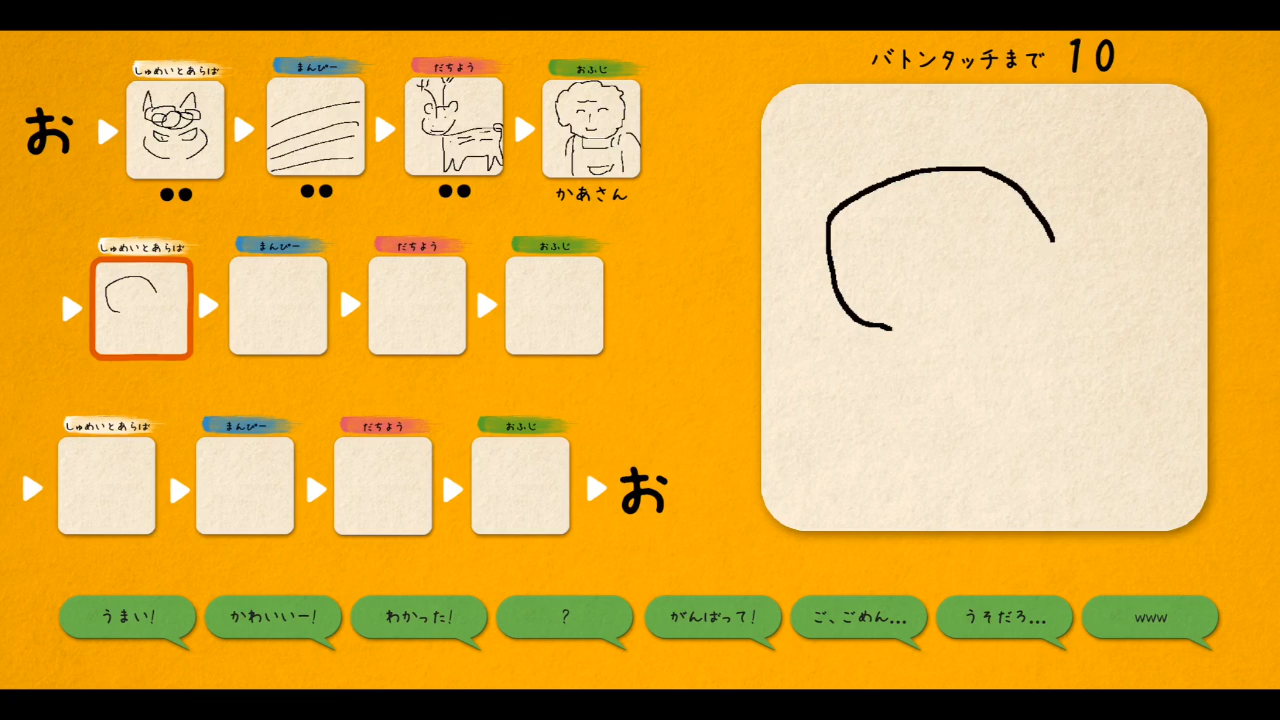 バトンタッチまで 10
お
しゅめいとあらば
まんぴー
だちよう
おふじ
●●
●●
●●
かあさん
しゅめいとあらば
まんぴー
だちよう
おふじ
しゅめいとあらば
まんぴー
だちよう
おふじ
お
うまい!
かわいいー!
わかった!
?
がんばって!
ご、ごめん...
うそだろ...
www